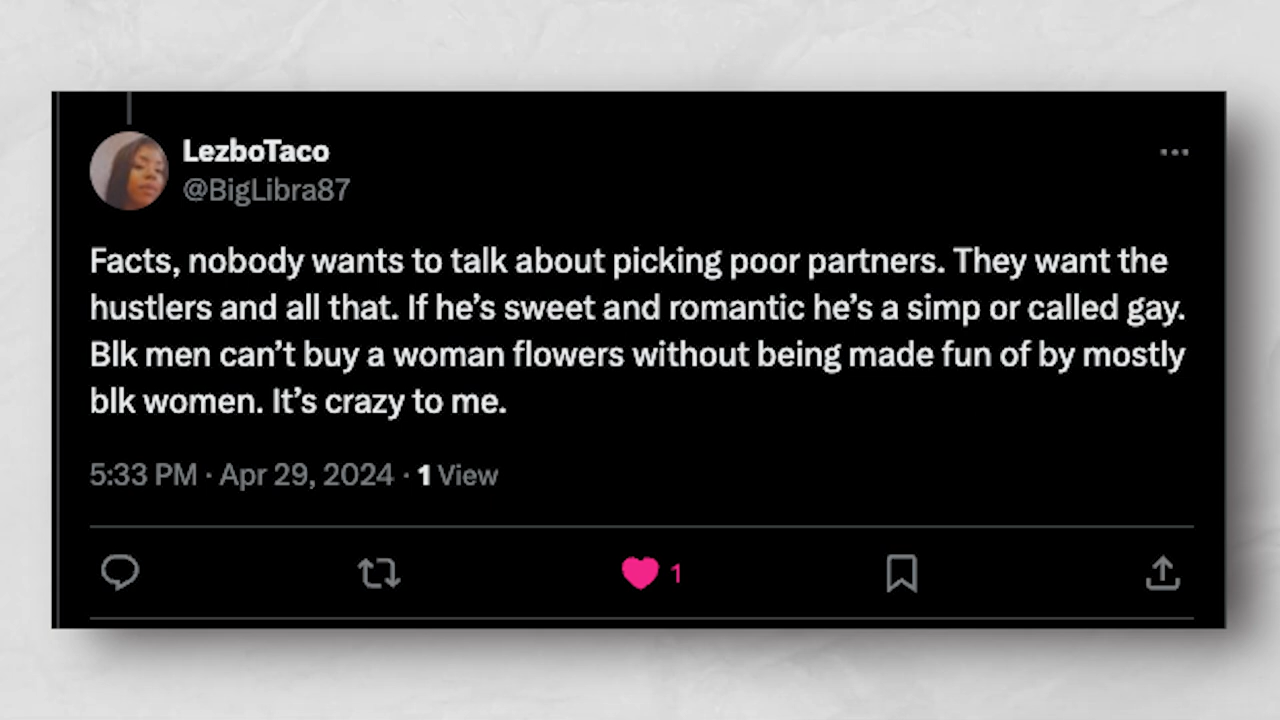 LezboTaco
@BigLibra87
Facts, nobody wants to talk about picking poor partners. They want the
hustlers and all that. If he’s sweet and romantic he’s a simp or called gay.
Blk men can’t buy a woman flowers without being made fun of by mostly
blk women. It’s crazy to me.
5:33 PM · Apr 29, 2024 · 1 View
1